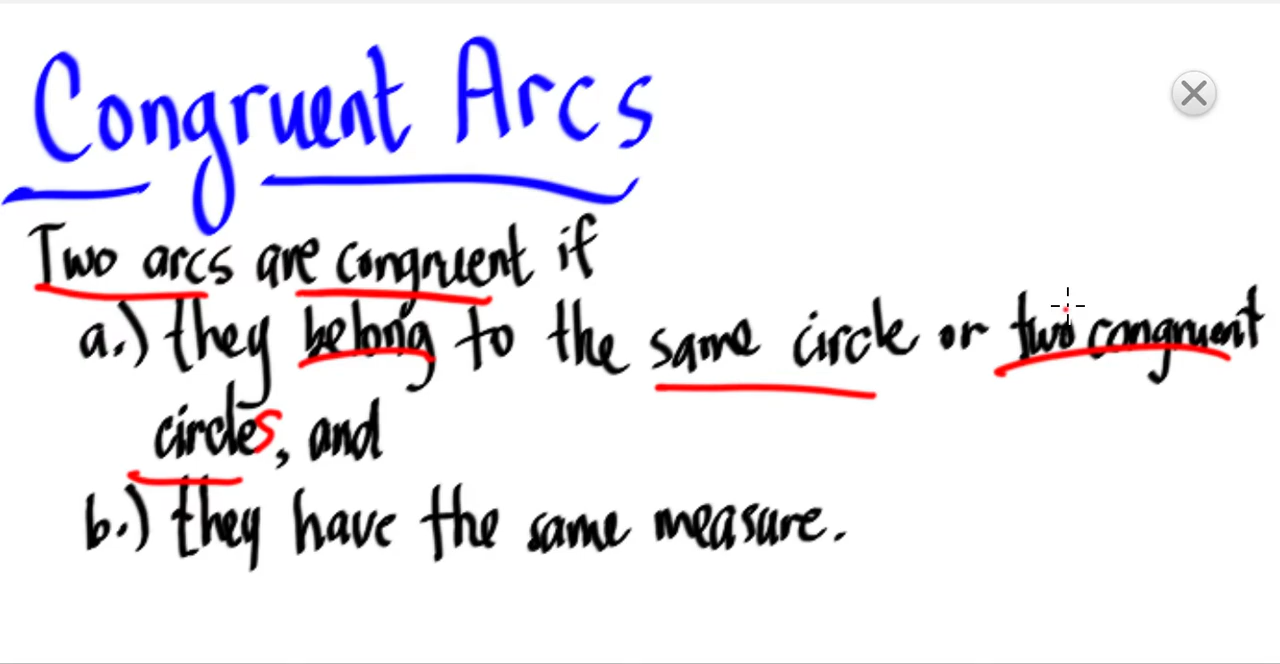 Congruent Arcs
Two arcs are congruent if
a.) they belong to the same circle or two congruent
circles, and
b.) they have the same measure.